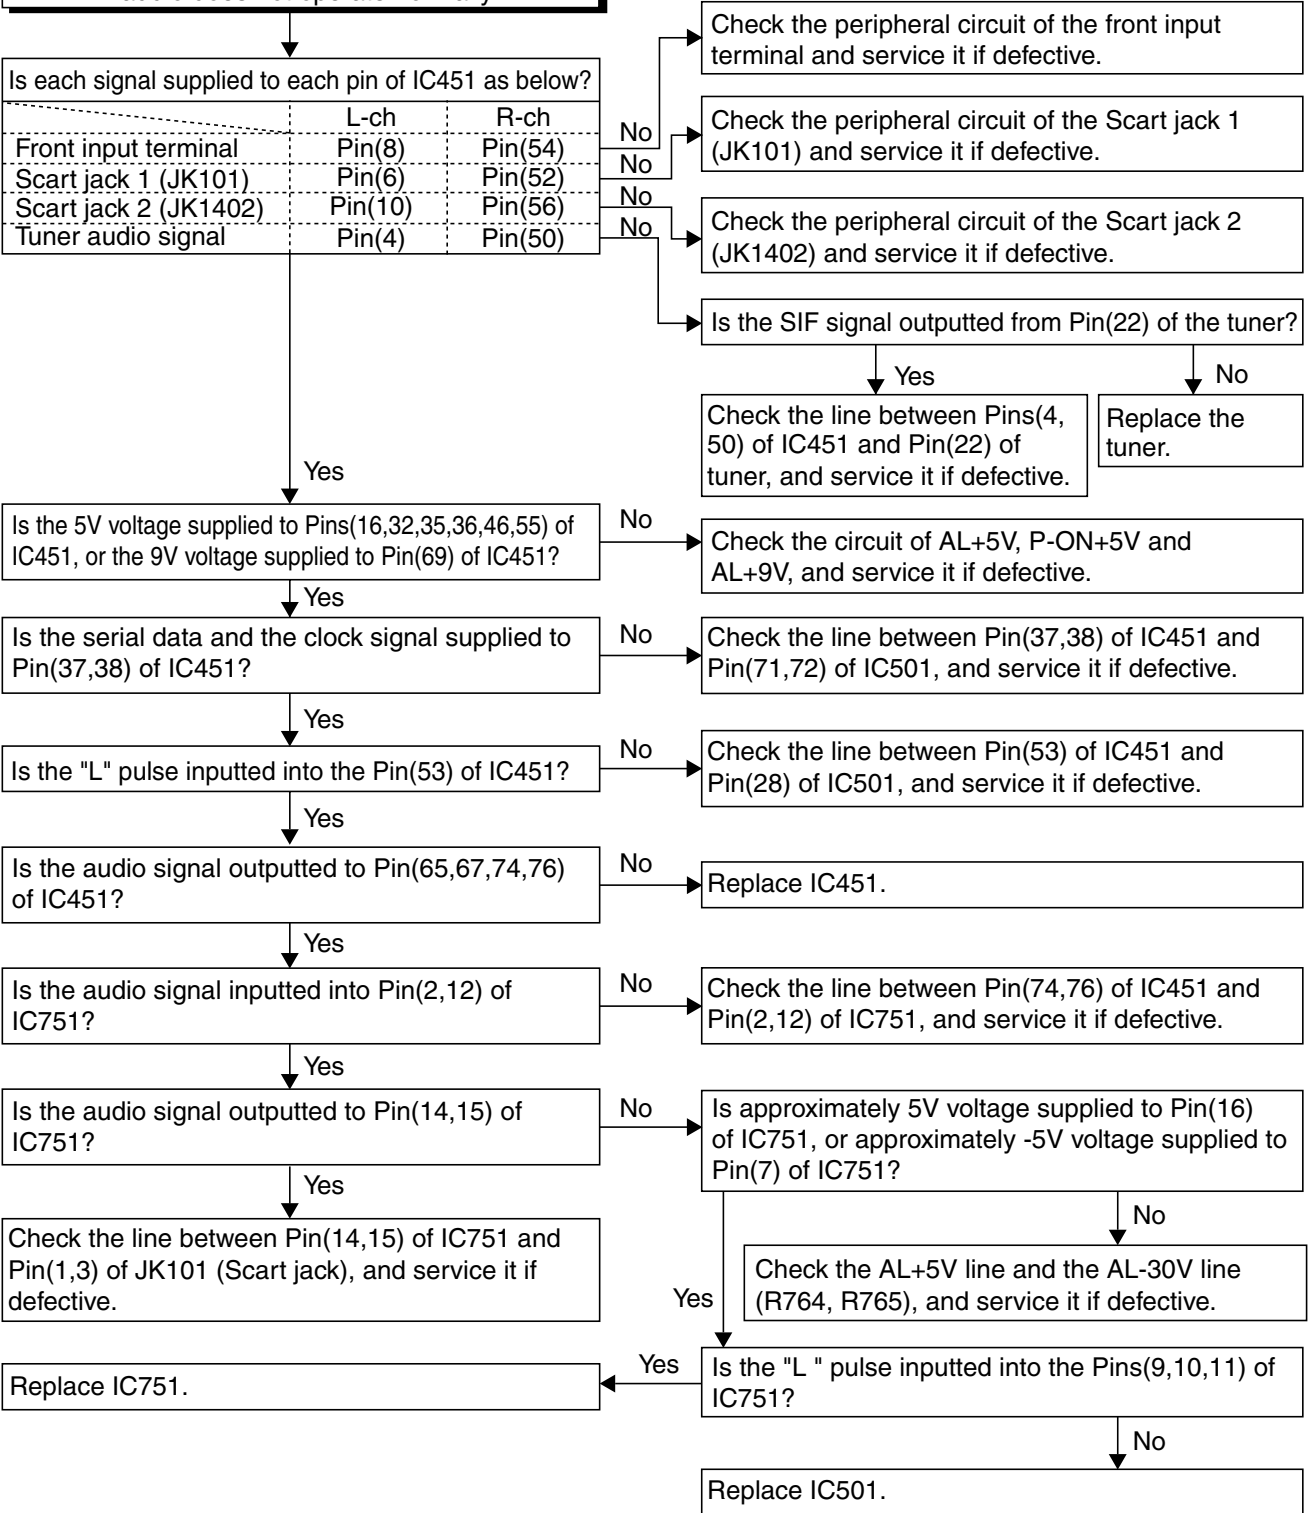 Is each signal supplied to each pin of IC451 as below?
L-ch R-ch
Front input terminal Pin(8) Pin(54)
Scart jack 1 (JK101) Pin(6) Pin(52)
Scart jack 2 (JK1402) Pin(10) Pin(56)
Tuner audio signal Pin(4) Pin(50)
No
No
No
No
Check the peripheral circuit of the front input
terminal and service it if defective.
Check the peripheral circuit of the Scart jack 1
(JK101) and service it if defective.
Check the peripheral circuit of the Scart jack 2
(JK1402) and service it if defective.
Is the SIF signal outputted from Pin(22) of the tuner?
Yes
No
Check the line between Pins(4,
50) of IC451 and Pin(22) of
tuner, and service it if defective.
Replace the
tuner.
Yes
Is the 5V voltage supplied to Pins(16,32,35,36,46,55) of
IC451, or the 9V voltage supplied to Pin(69) of IC451?
No
Check the circuit of AL+5V, P-ON+5V and
AL+9V, and service it if defective.
Yes
Is the serial data and the clock signal supplied to
Pin(37,38) of IC451?
No
Check the line between Pin(37,38) of IC451 and
Pin(71,72) of IC501, and service it if defective.
Yes
Is the "L" pulse inputted into the Pin(53) of IC451?
No
Check the line between Pin(53) of IC451 and
Pin(28) of IC501, and service it if defective.
Yes
Is the audio signal outputted to Pin(65,67,74,76)
of IC451?
No
Replace IC451.
Yes
Is the audio signal inputted into Pin(2,12) of
IC751?
No
Check the line between Pin(74,76) of IC451 and
Pin(2,12) of IC751, and service it if defective.
Yes
Is the audio signal outputted to Pin(14,15) of
IC751?
No
Is approximately 5V voltage supplied to Pin(16)
of IC751, or approximately -5V voltage supplied to
Pin(7) of IC751?
Yes
Check the line between Pin(14,15) of IC751 and
Pin(1,3) of JK101 (Scart jack), and service it if
defective.
No
Check the AL+5V line and the AL-30V line
(R764, R765), and service it if defective.
Yes
Is the "L " pulse inputted into the Pins(9,10,11) of
IC751?
Yes
Replace IC751.
No
Replace IC501.